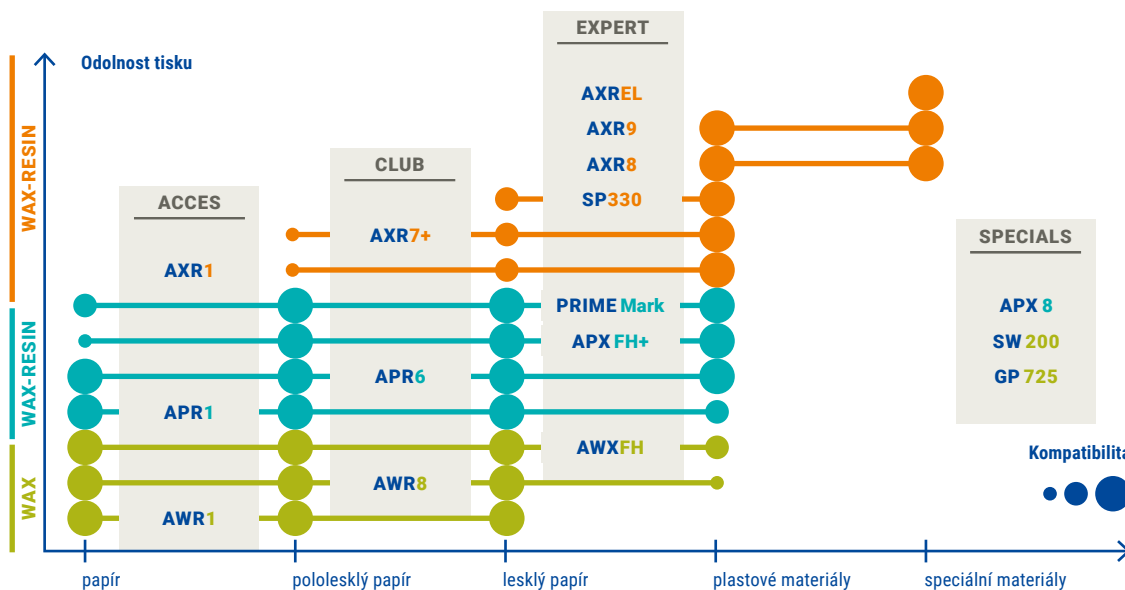 EXPERT
Odolnost tisku
AXREL
AXR9
CLUB
AXR8
ACCES
SP330
AXR7+
SPECIALS
AXR1
PRIME Mark
APX 8
APX FH+
SW 200
APR6
GP 725
APR1
AWXFH
Kompatibilita
AWR8
AWR1
WAX-RESIN
WAX-RESIN
WAX
papír
pololesklý papír
lesklý papír
plastové materiály
speciální materiály